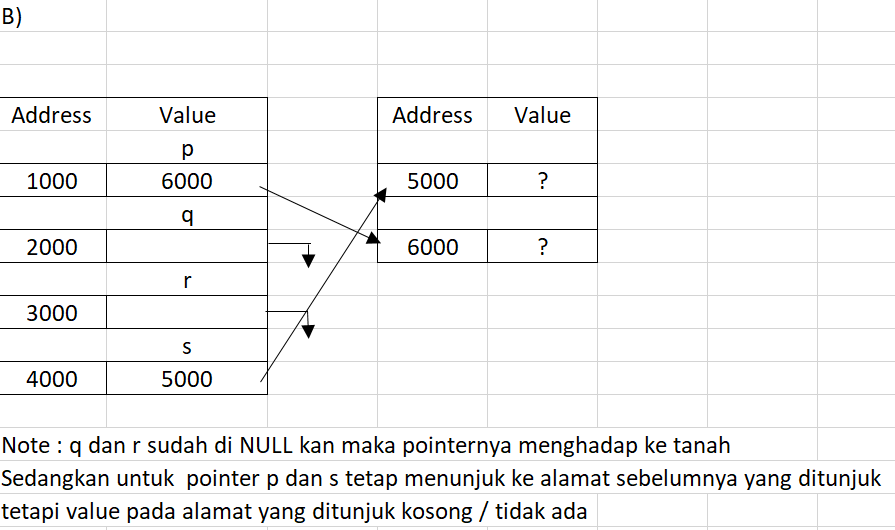 B)
Address Value Address Value
p
1000 6000 5000 ?
q
2000 6000 ?
r
3000
s
4000 5000
Note : q dan r sudah di NULL kan maka pointernya menghadap ke tanah
Sedangkan untuk pointer p dan s tetap menunjuk ke alamat sebelumnya yang ditunjuk
tetapi value pada alamat yang ditunjuk kosong / tidak ada